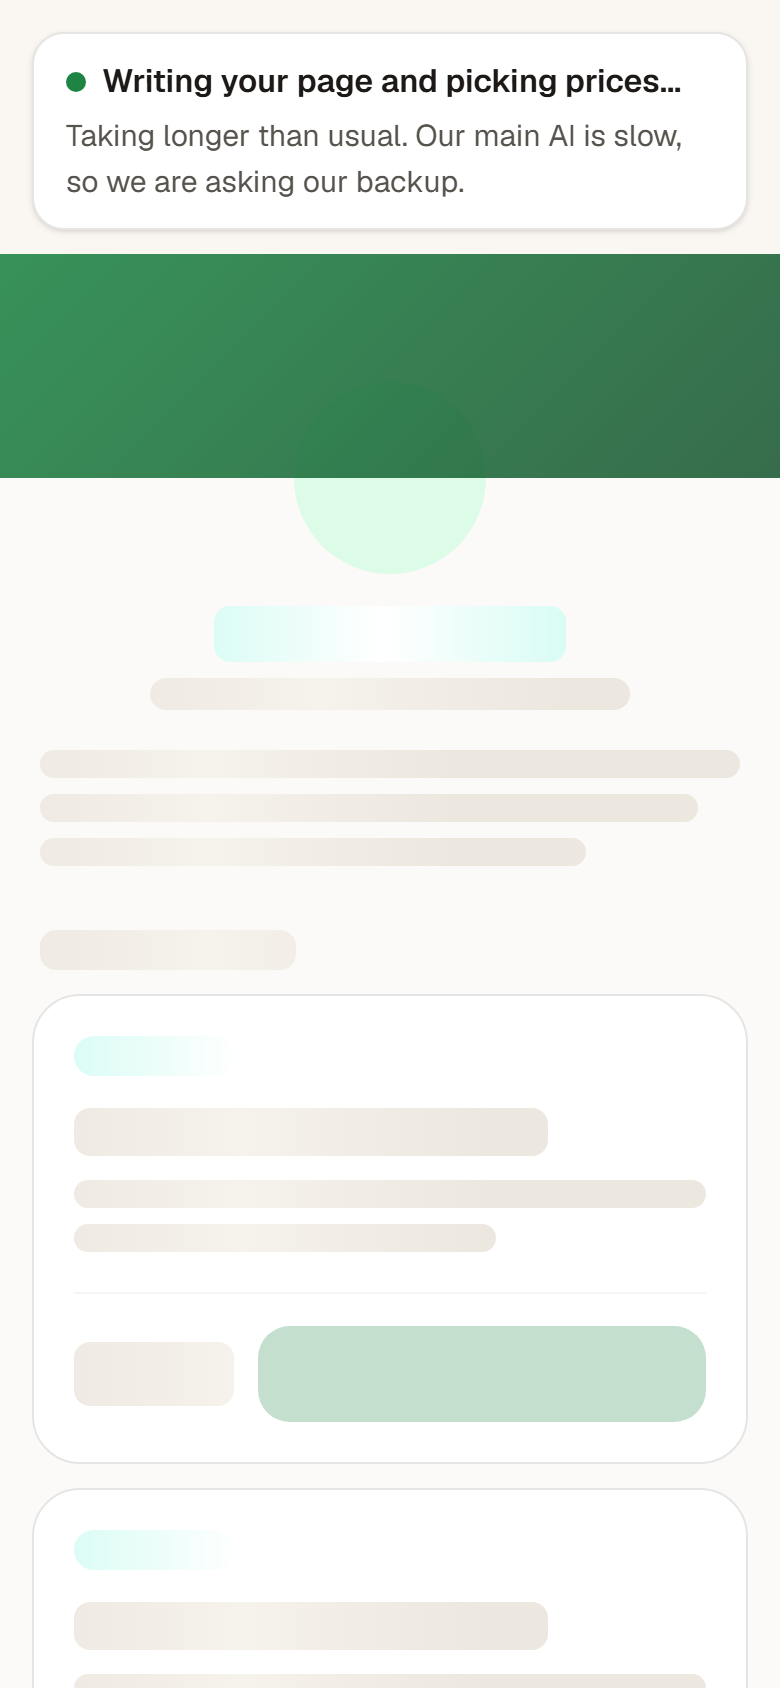 Writing your page and picking prices...
Taking longer than usual. Our main AI is slow,
so we are asking our backup.